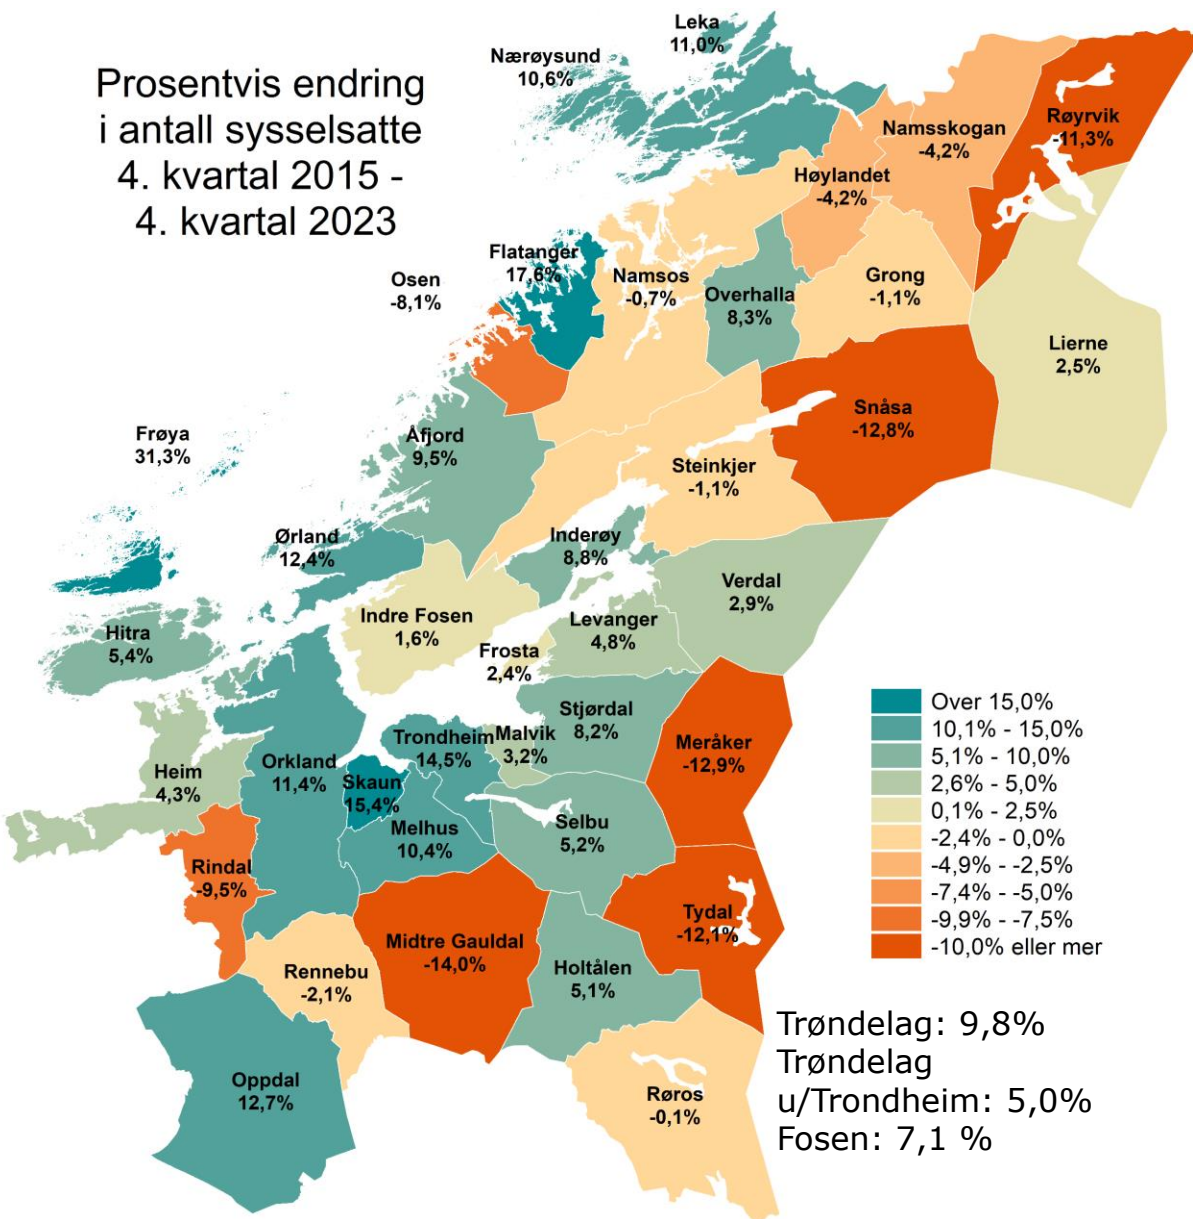 Prosentvis endring
i antall sysselsatte
4. kvartal 2015 -
4. kvartal 2023
Leka
11,0%
Nærøysund
10,6%
Røyrvik
-11,3%
Namsskogan
-4,2%
Høylandet
-4,2%
Flatanger
17,6%
Osen
-8,1%
Namsos
-0,7%
Overhalla
8,3%
Grong
-1,1%
Lierne
2,5%
Snåsa
-12,8%
Frøya
31,3%
Åfjord
9,5%
Steinkjer
-1,1%
Ørland
12,4%
Inderøy
8,8%
Verdal
2,9%
Indre Fosen
1,6%
Levanger
4,8%
Hitra
5,4%
Frosta
2,4%
Stjørdal
8,2%
Meråker
-12,9%
Trondheim
14,5%
Malvik
3,2%
Orkland
11,4%
Heim
4,3%
Skaun
15,4%
Melhus
10,4%
Selbu
5,2%
Rindal
-9,5%
Tydal
-12,1%
Midtre Gauldal
-14,0%
Rennebu
-2,1%
Holtålen
5,1%
Oppdal
12,7%
Røros
-0,1%
Over 15,0%
10,1% - 15,0%
5,1% - 10,0%
2,6% - 5,0%
0,1% - 2,5%
-2,4% - 0,0%
-4,9% - -2,5%
-7,4% - -5,0%
-9,9% - -7,5%
-10,0% eller mer
Trøndelag: 9,8%
Trøndelag
u/Trondheim: 5,0%
Fosen: 7,1 %